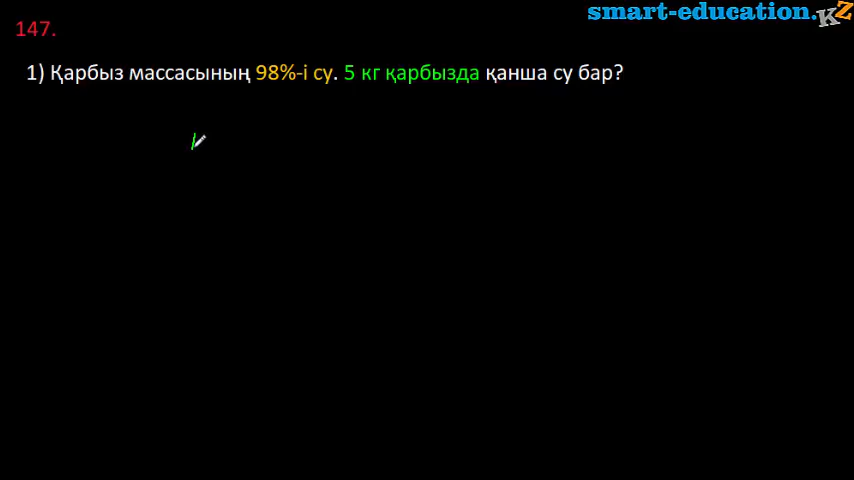 smart-education.KZ
147.
1) Қарбыз массасының 98%-і су. 5 кг қарбызда қанша су бар?